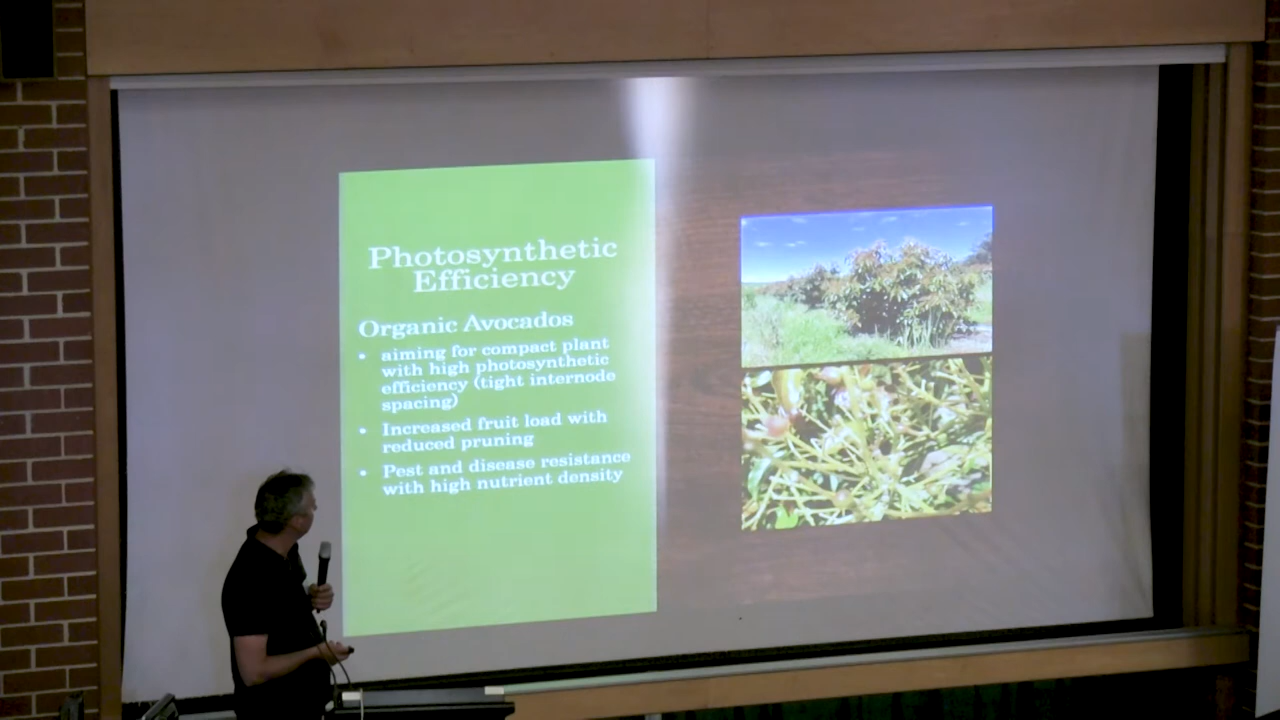 Photosynthetic
Efficiency
Organic Avocados
• aiming for compact plant
with high photosynthetic
efficiency (tight internode
spacing)
• Increased fruit load with
reduced pruning
• Pest and disease resistance
with high nutrient density